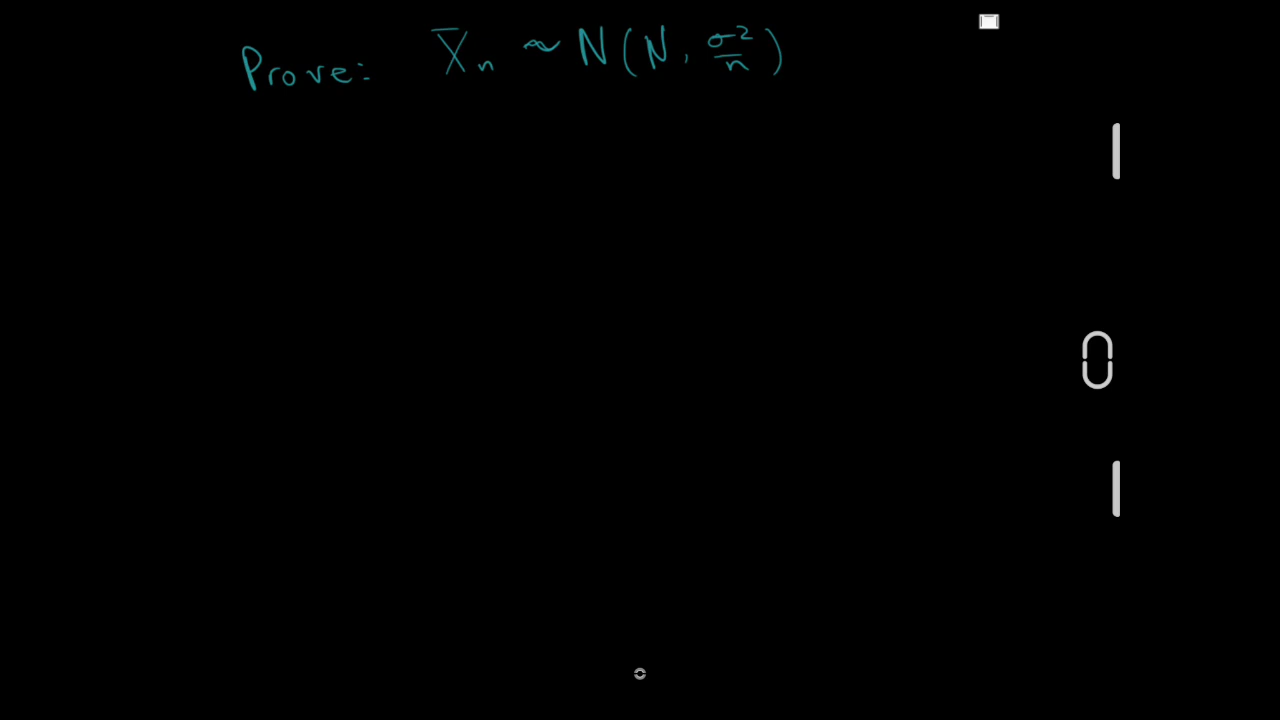 Prove: X̄ₙ ~ N(N, σ²/n)